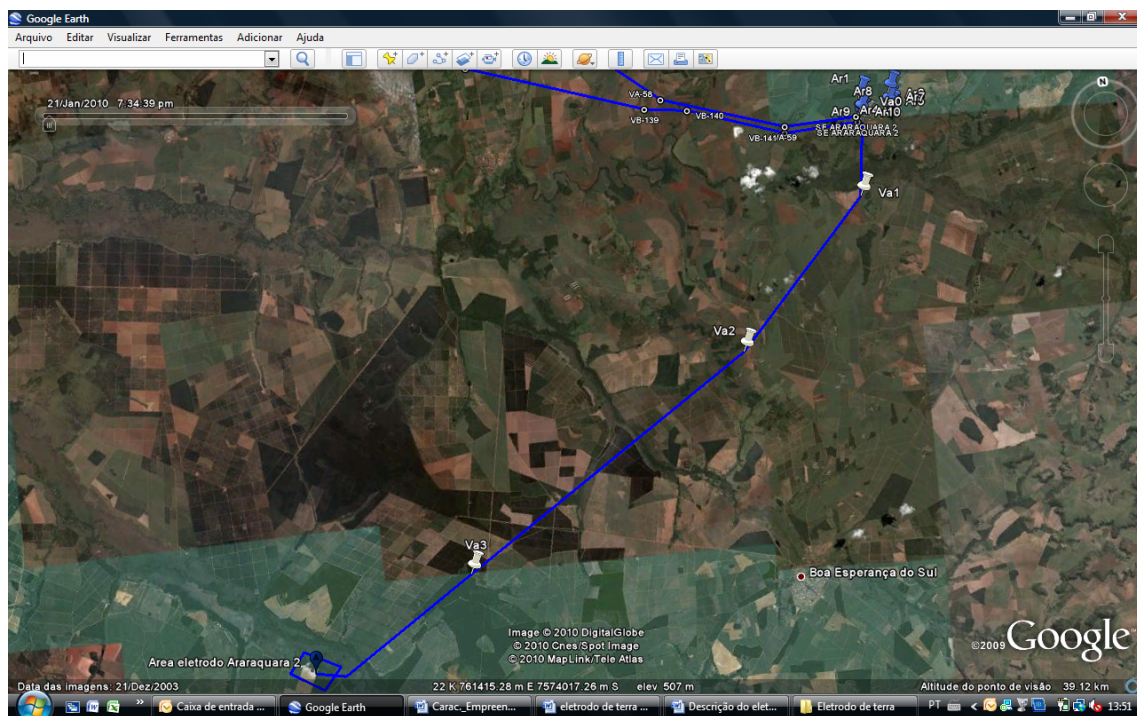 Google Earth
Arquivo Editar Visualizar Ferramentas Adicionar Ajuda
21/Jan/2010 7:34:39 pm
N
Ar1
Ar8
Va0
Ar3
Ar9
Ar4
Ar10
VA-58
VB-139
VB-140
VB-141
A-59
SE ARARAQUARA 2
SE ARARAQUARA 2
Va1
Va2
Va3
Boa Esperança do Sul
Area eletrodo Araraquara 2
A
Image © 2010 DigitalGlobe
© 2010 Cnes/Spot Image
© 2010 MapLink/Tele Atlas
©2009 Google
Data das imagens: 21/Dez/2003
22 K 761415.28 m E 7574017.26 m S elev 507 m
Altitude do ponto de visão 39.12 km
Caixa de entrada ...
Google Earth
Carac._Empreen...
eletrodo de terra ...
Descrição do elet...
Eletrodo de terra
PT
13:51